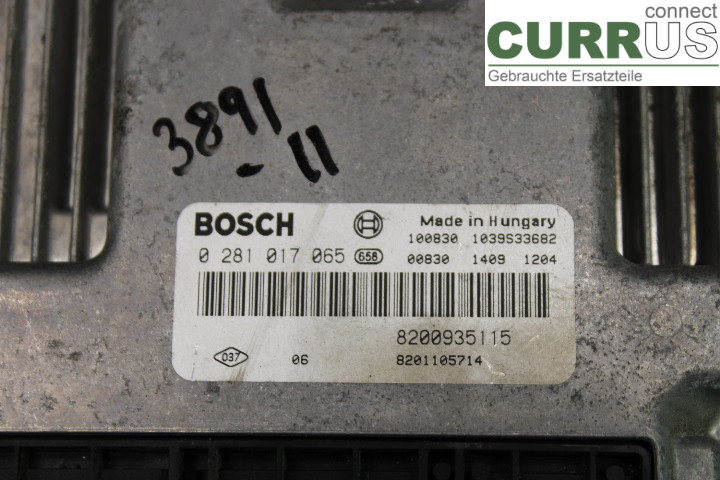 connect
CURRUS
Gebrauchte Ersatzteile
3891
-11
BOSCH
Made in Hungary
100830 1039S33682
0 281 017 065 658
00830 1409 1204
8200935115
037 06 8201105714